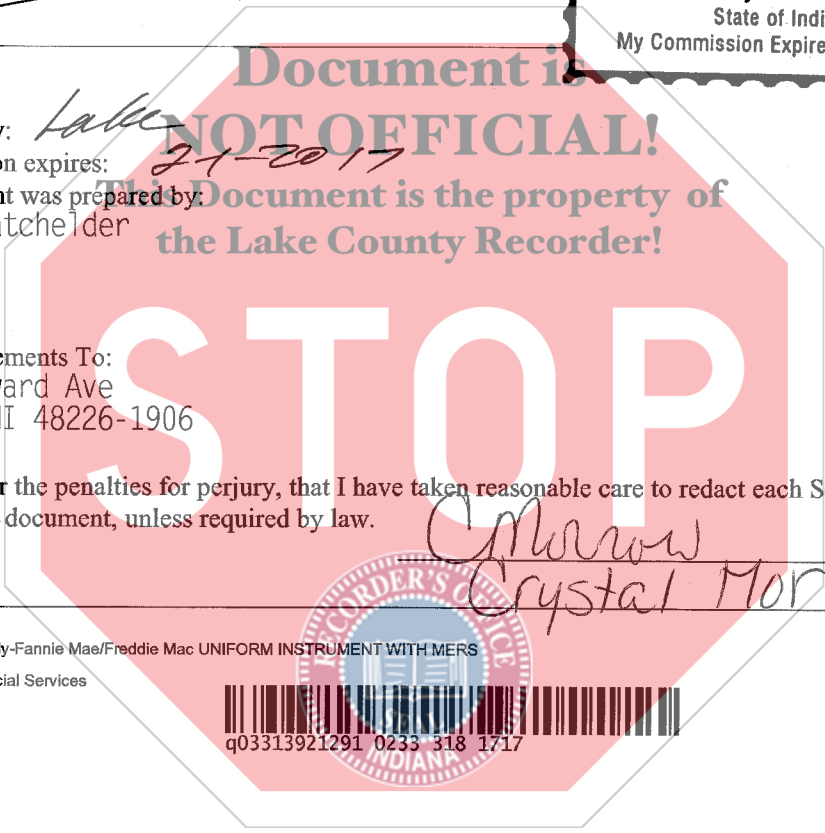 State of Indi
My Commission Expire
Document is
y: Lake
NOT OFFICIAL!
on expires: 21-2017
nt was prepared by:
This Document is the property of
atchelder
the Lake County Recorder!
ements To:
ard Ave
MI 48226-1906
STOP
r the penalties for perjury, that I have taken reasonable care to redact each S
document, unless required by law.
CMorrow
Crystal Mor
RECORDER'S OFFICE
y-Fannie Mae/Freddie Mac UNIFORM INSTRUMENT WITH MERS
cial Services
SEAL
q03313921291 0233 318 1717
INDIANA